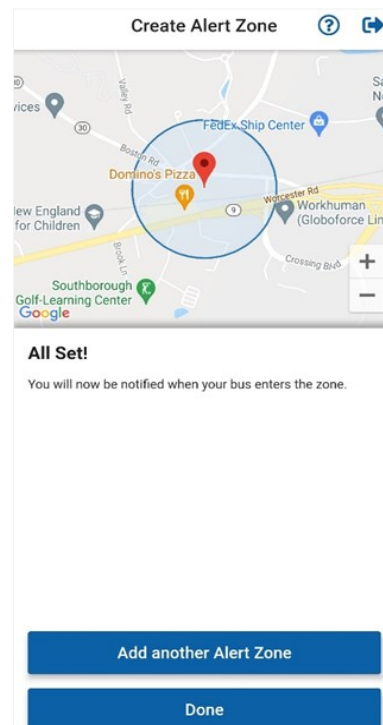 Create Alert Zone
?
Valley Rd
vices
30
FedEx Ship Center
Boston Rd
Domino's Pizza
Worcester Rd
9
Workhuman
(Globoforce Lin
ew England
for Children
Brook Ln
Crossing Blvd
+
Southborough
Golf-Learning Center
−
Google
All Set!
You will now be notified when your bus enters the zone.
Add another Alert Zone
Done